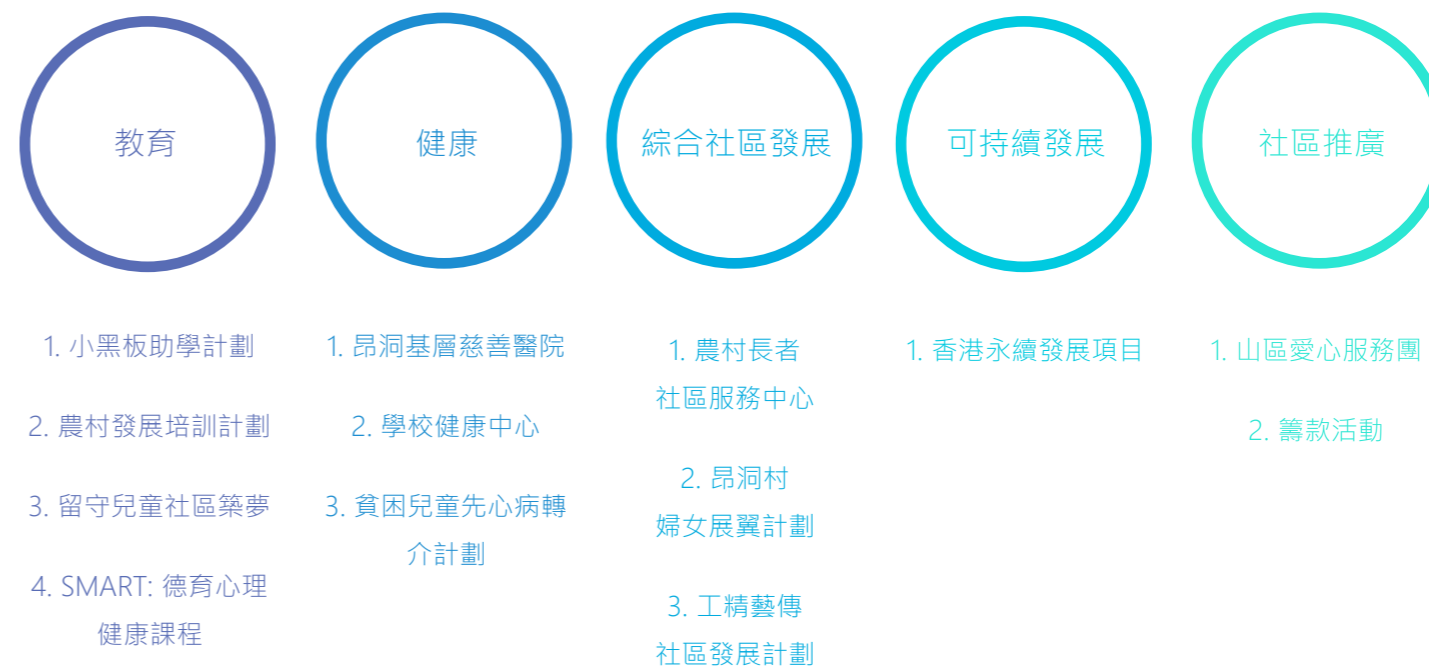 教育
健康
綜合社區發展
可持續發展
社區推廣
1. 小黑板助學計劃
2. 農村發展培訓計劃
3. 留守兒童社區築夢
4. SMART: 德育心理
健康課程
1. 昂洞基層慈善醫院
2. 學校健康中心
3. 貧困兒童先心病轉
介計劃
1. 農村長者
社區服務中心
2. 昂洞村
婦女展翼計劃
3. 工精藝傳
社區發展計劃
1. 香港永續發展項目
1. 山區愛心服務團
2. 籌款活動